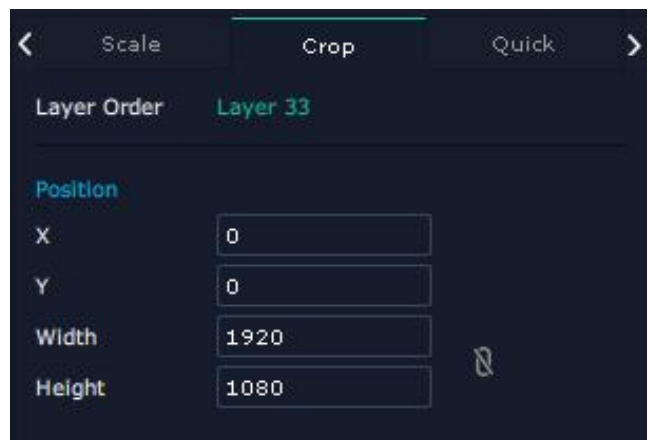 Scale Crop Quick
Layer Order Layer 33
Position
X 0
Y 0
Width 1920
Height 1080